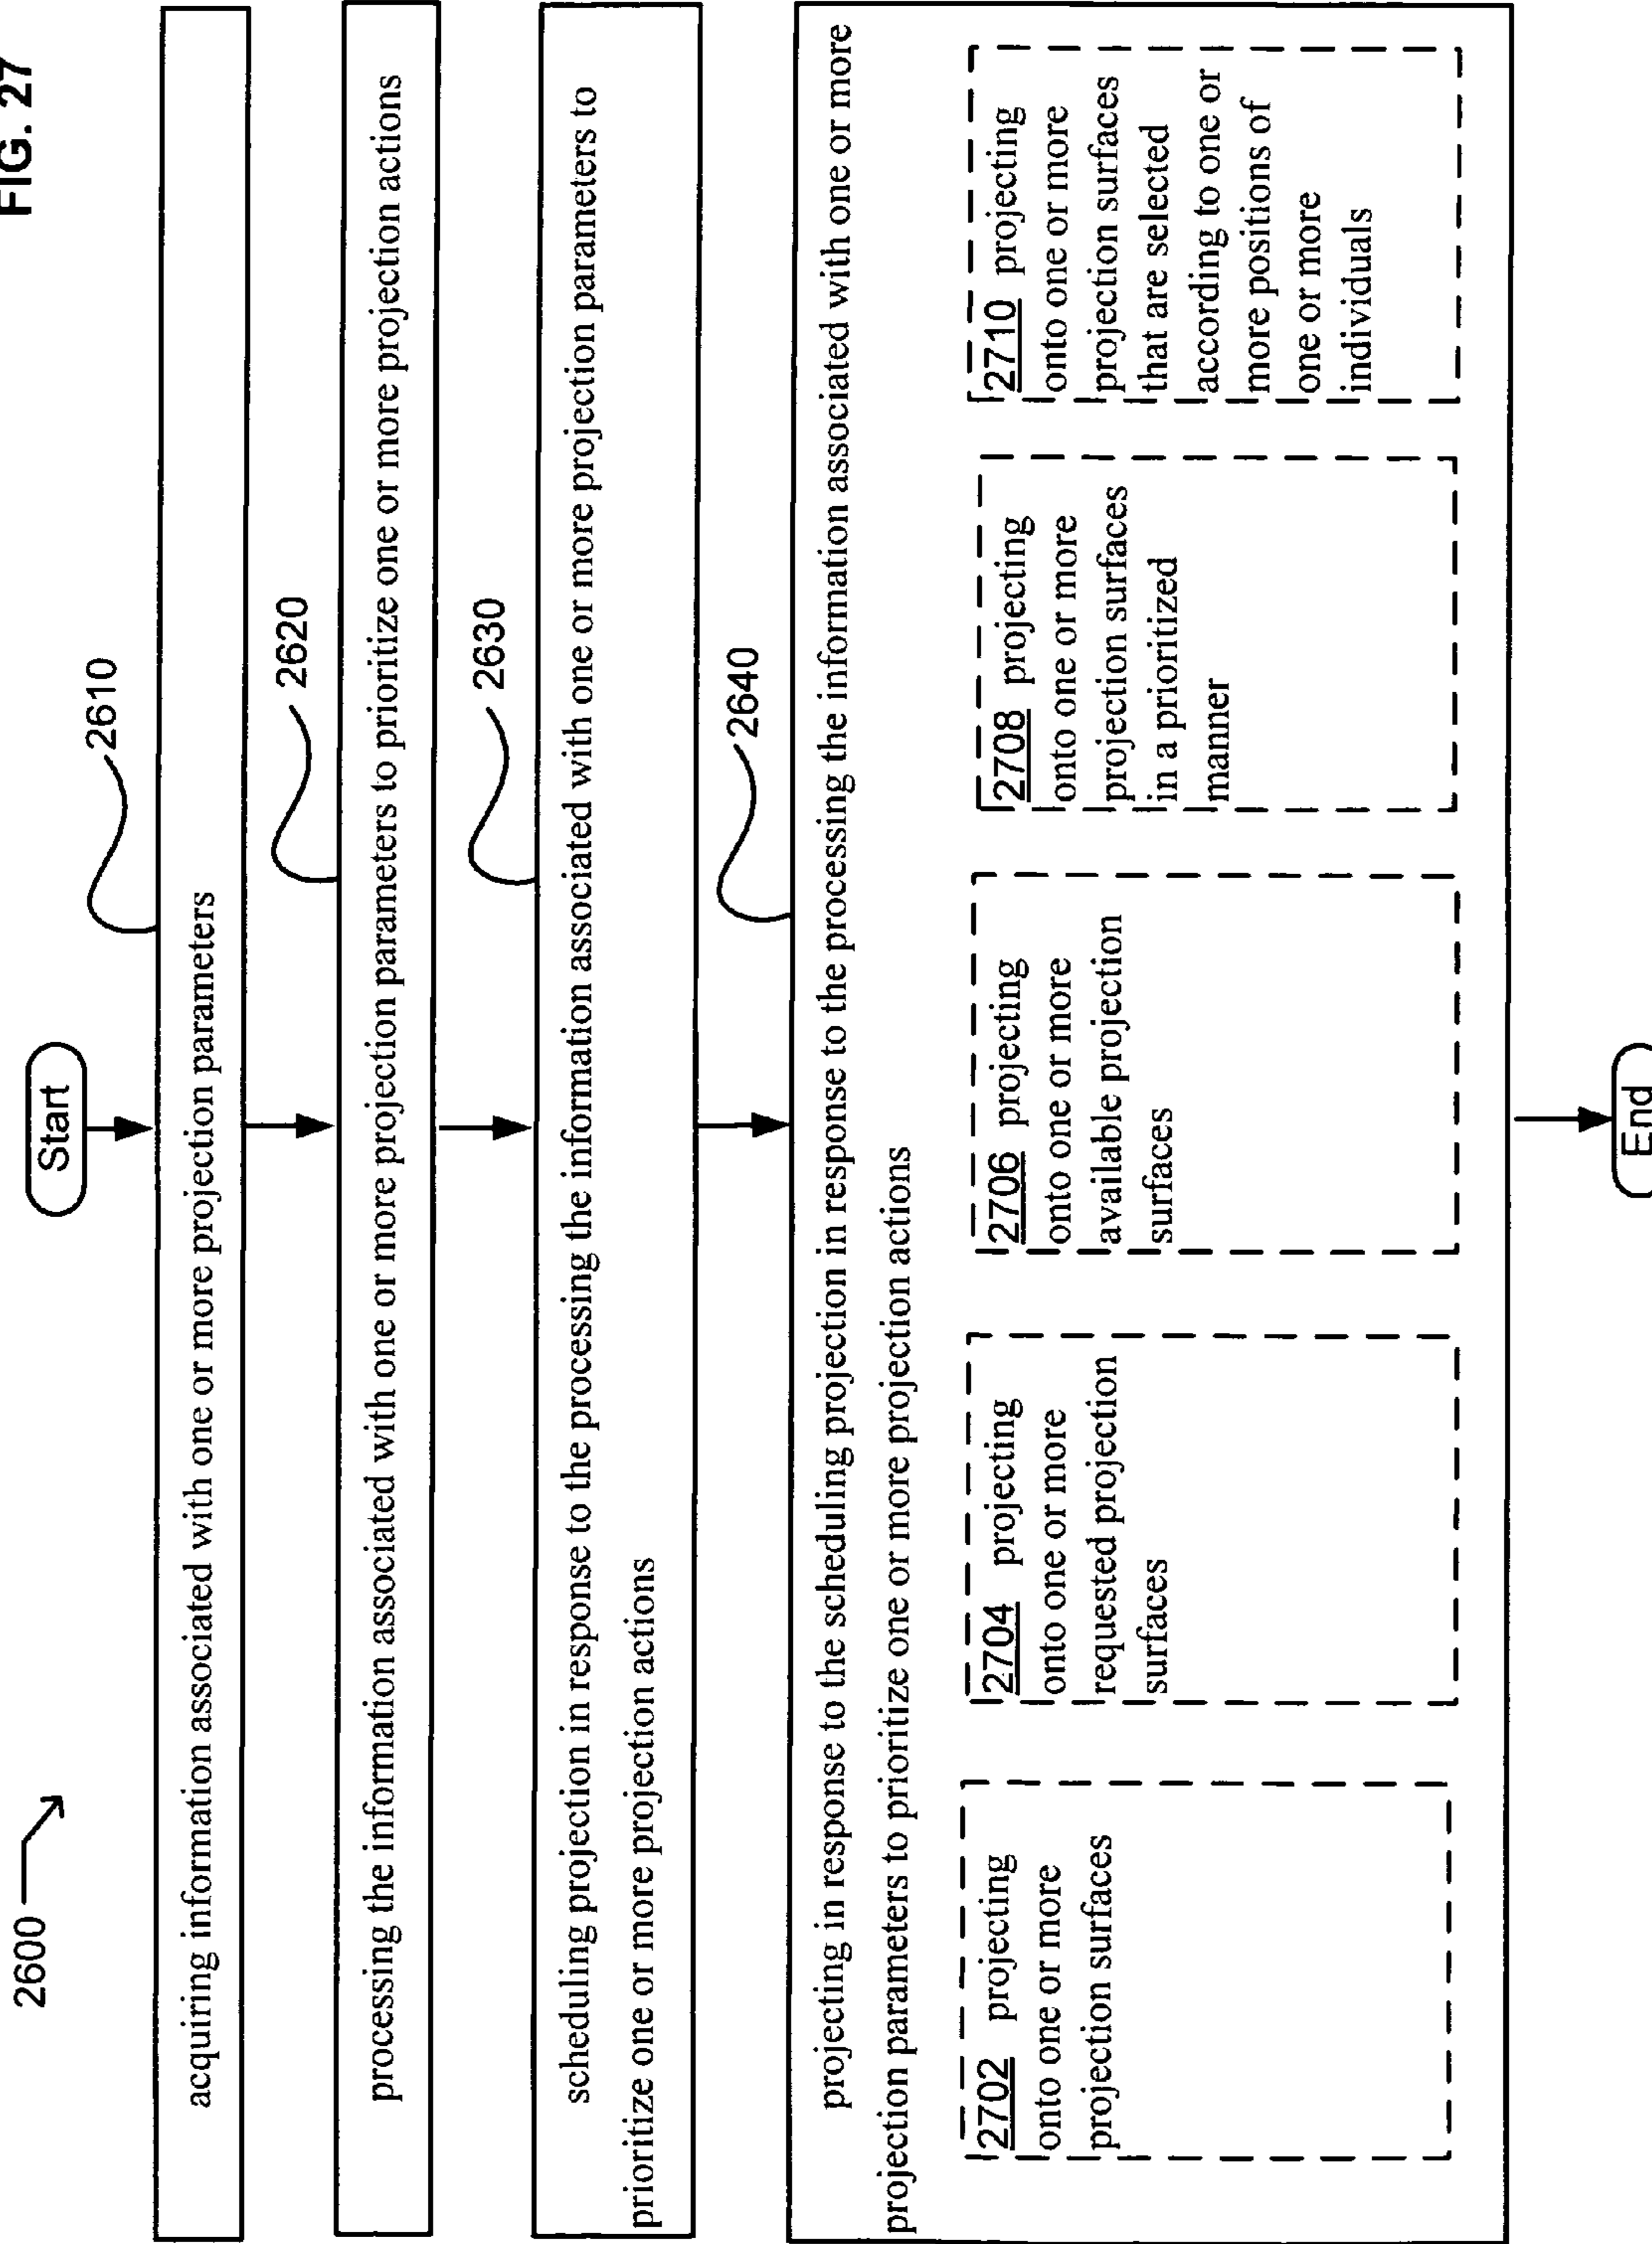 FIG. 27
2600
Start
2610
acquiring information associated with one or more projection parameters
2620
processing the information associated with one or more projection parameters to prioritize one or more projection actions
2630
scheduling projection in response to the processing the information associated with one or more projection parameters to
prioritize one or more projection actions
2640
projecting in response to the scheduling projection in response to the processing the information associated with one or more
projection parameters to prioritize one or more projection actions
2702 projecting
onto one or more
projection surfaces
2704 projecting
onto one or more
requested projection
surfaces
2706 projecting
onto one or more
available projection
surfaces
2708 projecting
onto one or more
projection surfaces
in a prioritized
manner
2710 projecting
onto one or more
projection surfaces
that are selected
according to one or
more positions of
one or more
individuals
End